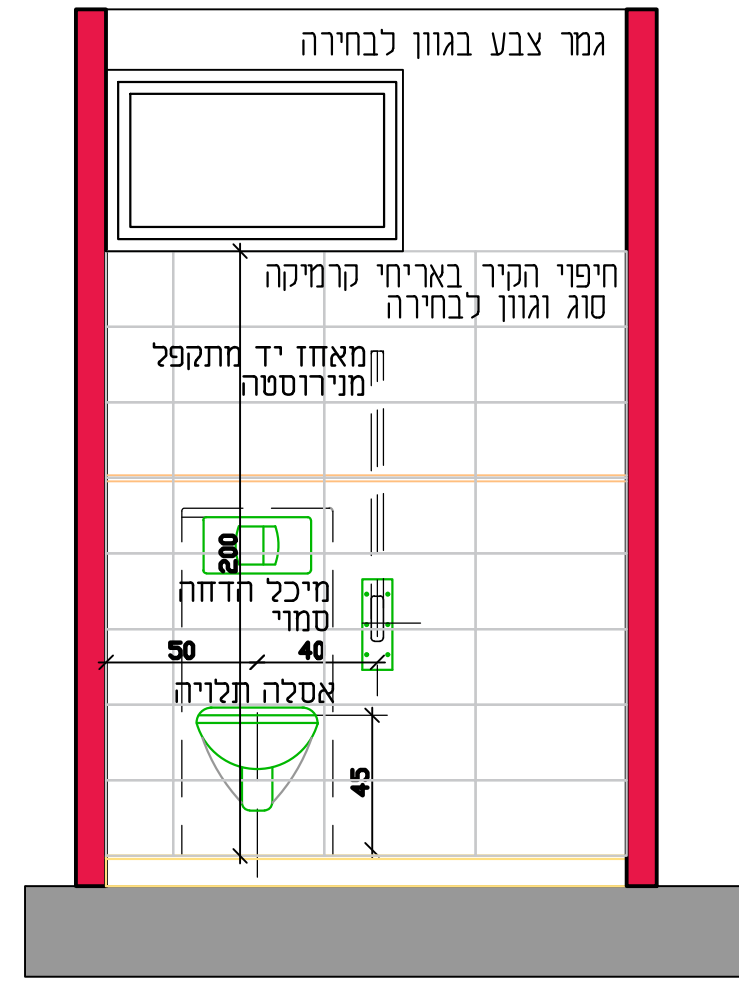 גמר צבע בגוון לבחירה
חיפוי הקיר באריחי קרמיקה
סוג וגוון לבחירה
מאחז יד מתקפל
מנירוסטה
200
מיכל הדחה
סמוי
50
40
אסלה תלויה
45